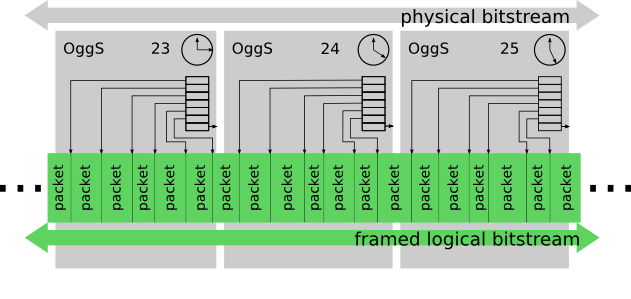 physical bitstream
OggS 23 OggS 24 OggS 25
packet packet packet packet packet packet packet packet packet packet packet packet packet packet packet packet packet packet packet
framed logical bitstream